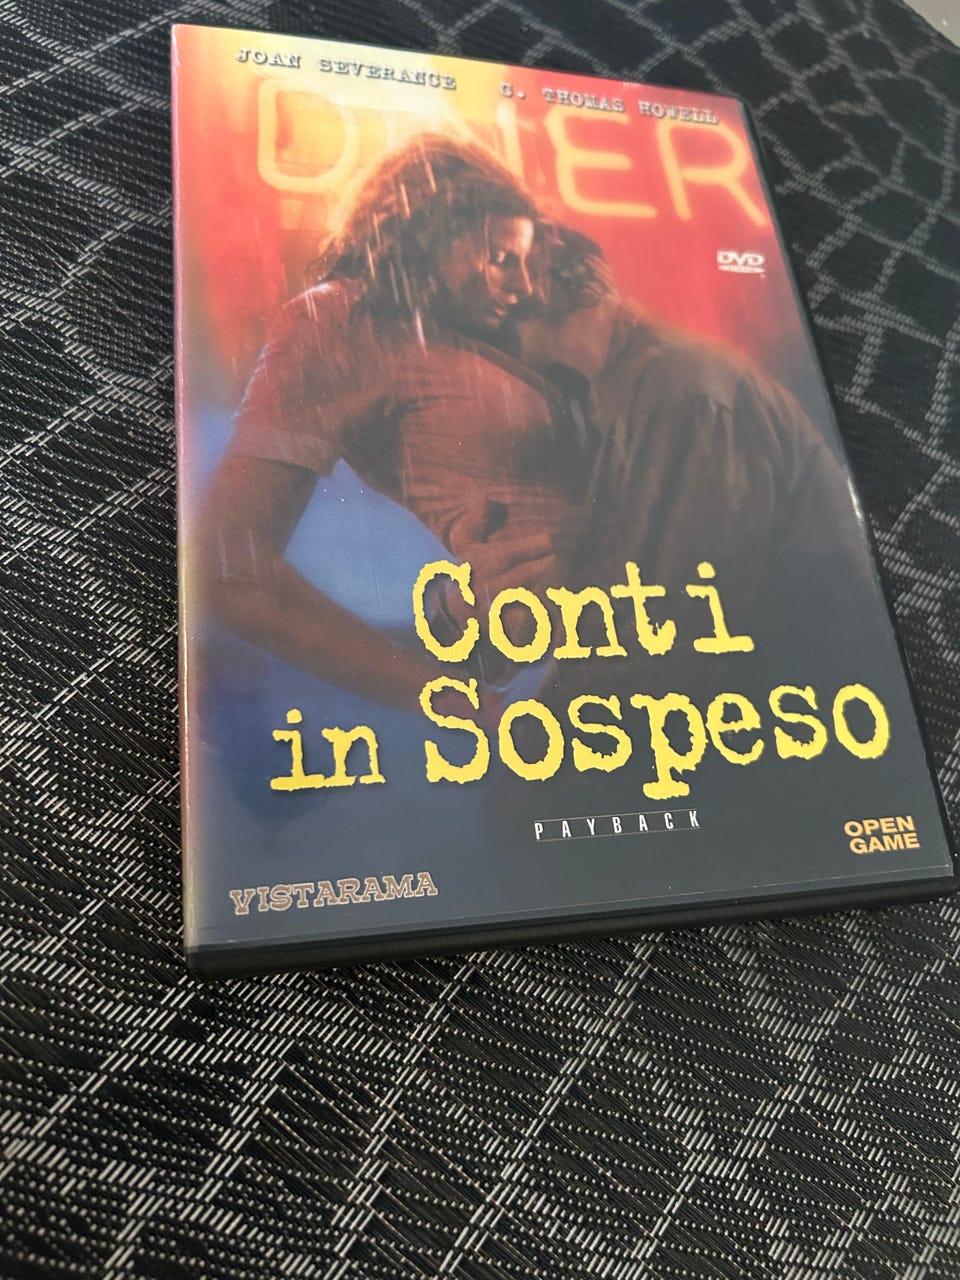 JOAN SEVERANCE C. THOMAS HOWELL
DINER
DVD
Conti
in Sospeso
PAYBACK
OPEN
GAME
VISTARAMA